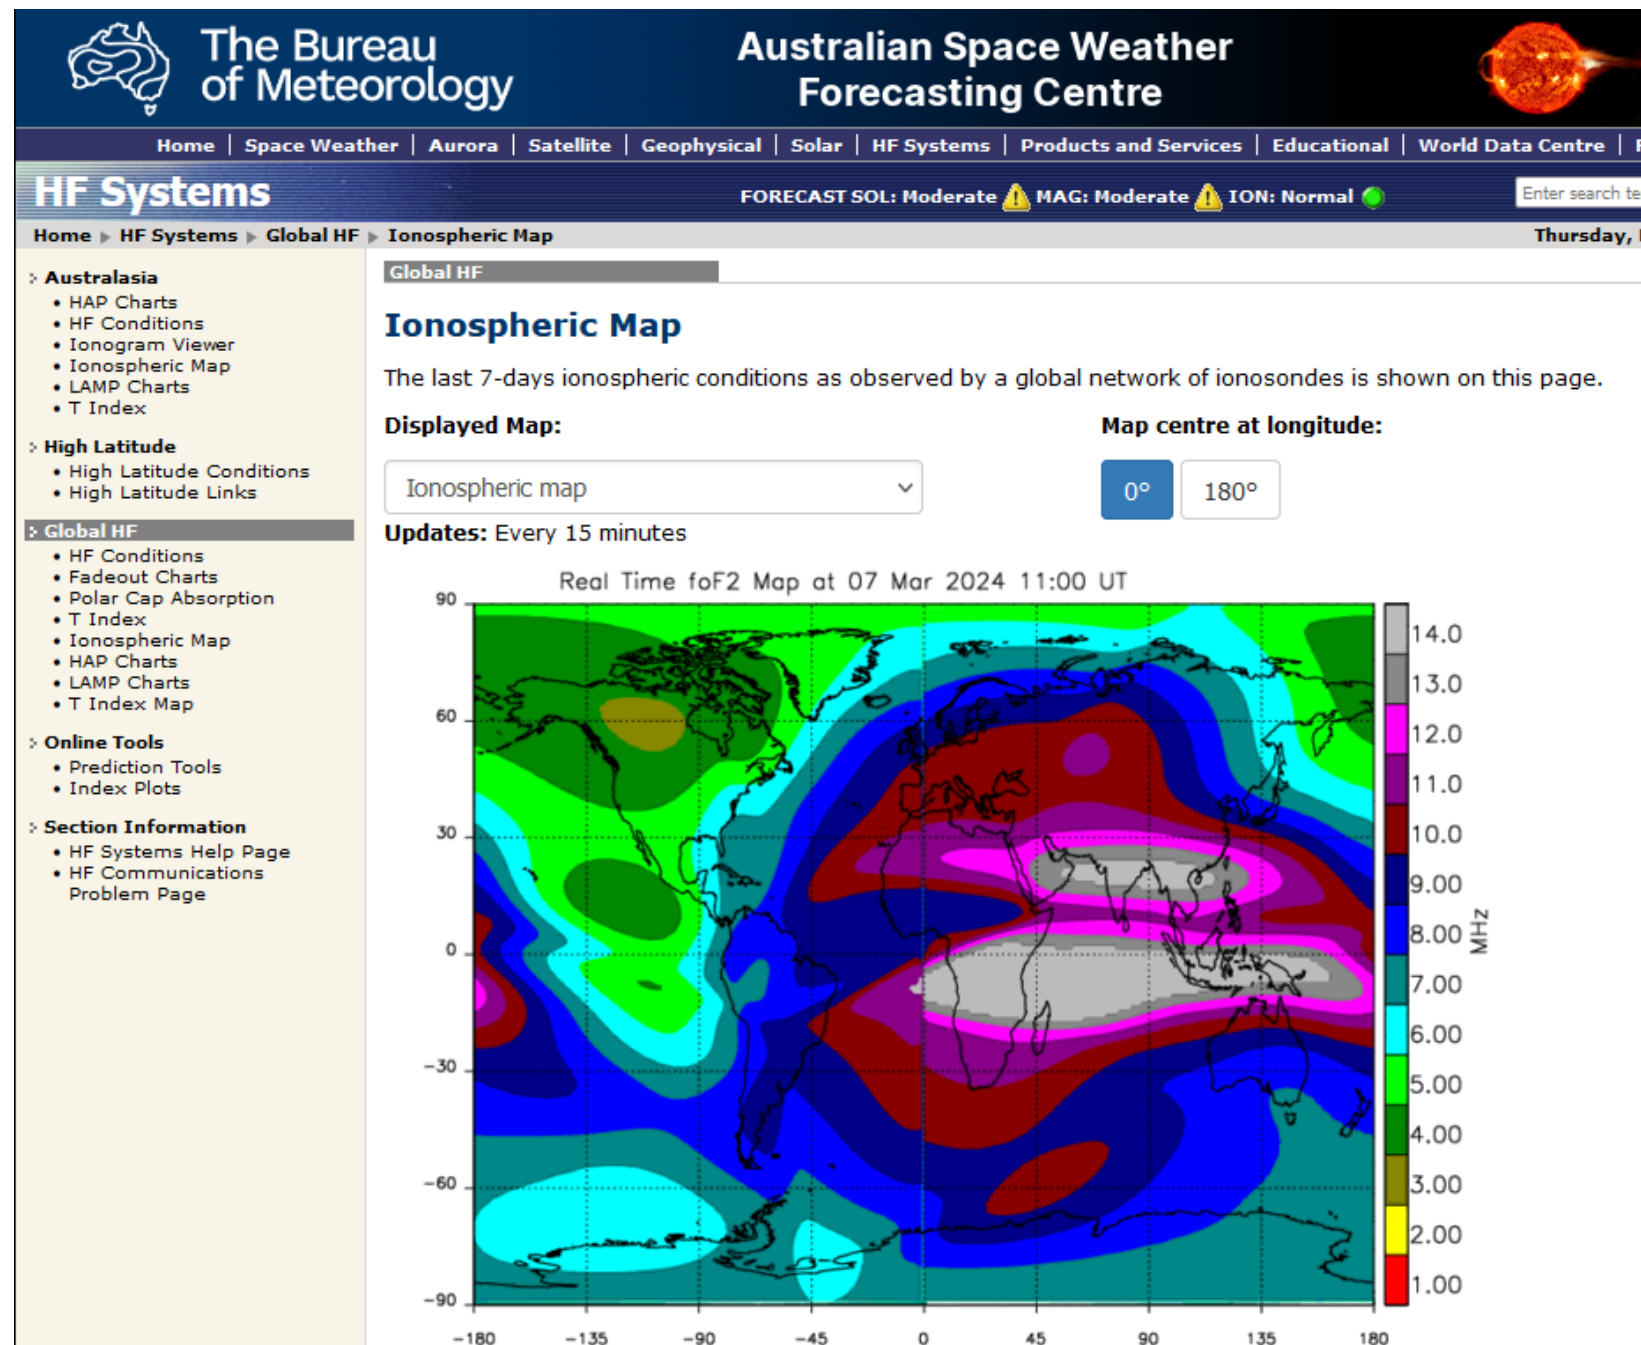 The Bureau
of Meteorology
Australian Space Weather
Forecasting Centre
Home | Space Weather | Aurora | Satellite | Geophysical | Solar | HF Systems | Products and Services | Educational | World Data Centre |
HF Systems
FORECAST SOL: Moderate MAG: Moderate ION: Normal
Enter search te
Home HF Systems Global HF Ionospheric Map
Thursday,
Australasia
• HAP Charts
• HF Conditions
• Ionogram Viewer
• Ionospheric Map
• LAMP Charts
• T Index
High Latitude
• High Latitude Conditions
• High Latitude Links
Global HF
• HF Conditions
• Fadeout Charts
• Polar Cap Absorption
• T Index
• Ionospheric Map
• HAP Charts
• LAMP Charts
• T Index Map
Online Tools
• Prediction Tools
• Index Plots
Section Information
• HF Systems Help Page
• HF Communications
Problem Page
Global HF
Ionospheric Map
The last 7-days ionospheric conditions as observed by a global network of ionosondes is shown on this page.
Displayed Map:
Map centre at longitude:
Ionospheric map
0°
180°
Updates: Every 15 minutes
Real Time foF2 Map at 07 Mar 2024 11:00 UT
90
60
30
0
−30
−60
−90
−180
−135
−90
−45
0
45
90
135
180
14.0
13.0
12.0
11.0
10.0
9.00
8.00
7.00
6.00
5.00
4.00
3.00
2.00
1.00
MHz